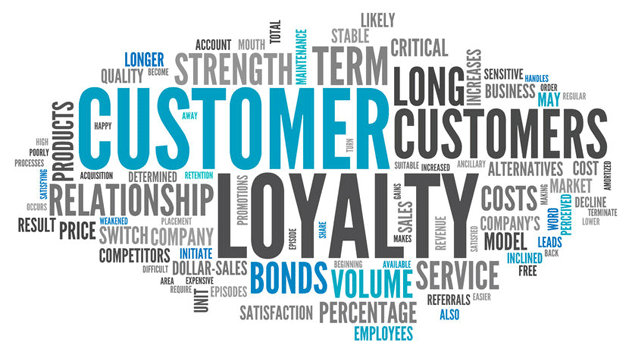 LIKELY
STABLE
TOTAL
ACCOUNT
MOUTH
MAINTENANCE
CRITICAL
LONGER
BECOME
QUALITY
STRENGTH
TERM
INCREASES
LONG
SENSITIVE
HANDLES
BUSINESS
ORDER
MAY
REGULAR
PRODUCTS
HAPPY
CUSTOMER
AWAY
TURN
CUSTOMERS
HIGH
POORLY
PROCESSES
SATISFYING
ACQUISITION
DETERMINED
RETENTION
SUITABLE
INCREASED
ANCILLARY
ALTERNATIVES
COST
AMORTIZED
OCCURS
RELATIONSHIP
PROMOTIONS
LOYALTY
GAINS
SALES
MAKES
COSTS
MAKING
MARKET
DECLINE
TERMINATE
LOWER
RESULT
PRICE
WEAKENED
PLACEMENT
SWITCH
COMPANY
EPISODE
SHARE
REVENUE
SATISFIED
COMPANY'S
WORD
PERCEIVED
MODEL
LEADS
BACK
COMPETITORS
INITIATE
DIFFICULT
DOLLAR-SALES
BONDS
BEGINNING
AVAILABLE
VOLUME
SERVICE
INCLINED
FREE
AREA
EXPENSIVE
REQUIRE
UNIT
EPISODES
SATISFACTION
PERCENTAGE
REFERRALS
EASIER
ALSO
EMPLOYEES